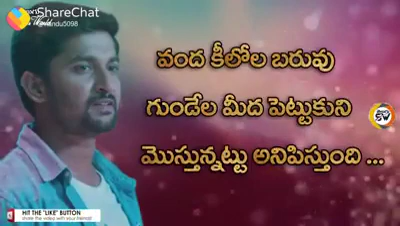 ShareChat
వంద కీలోల బరువు
గుండేల మీద పెట్టుకుని
మొస్తున్నట్టు అనిపిస్తుంది ...
HIT THE "LIKE" BUTTON